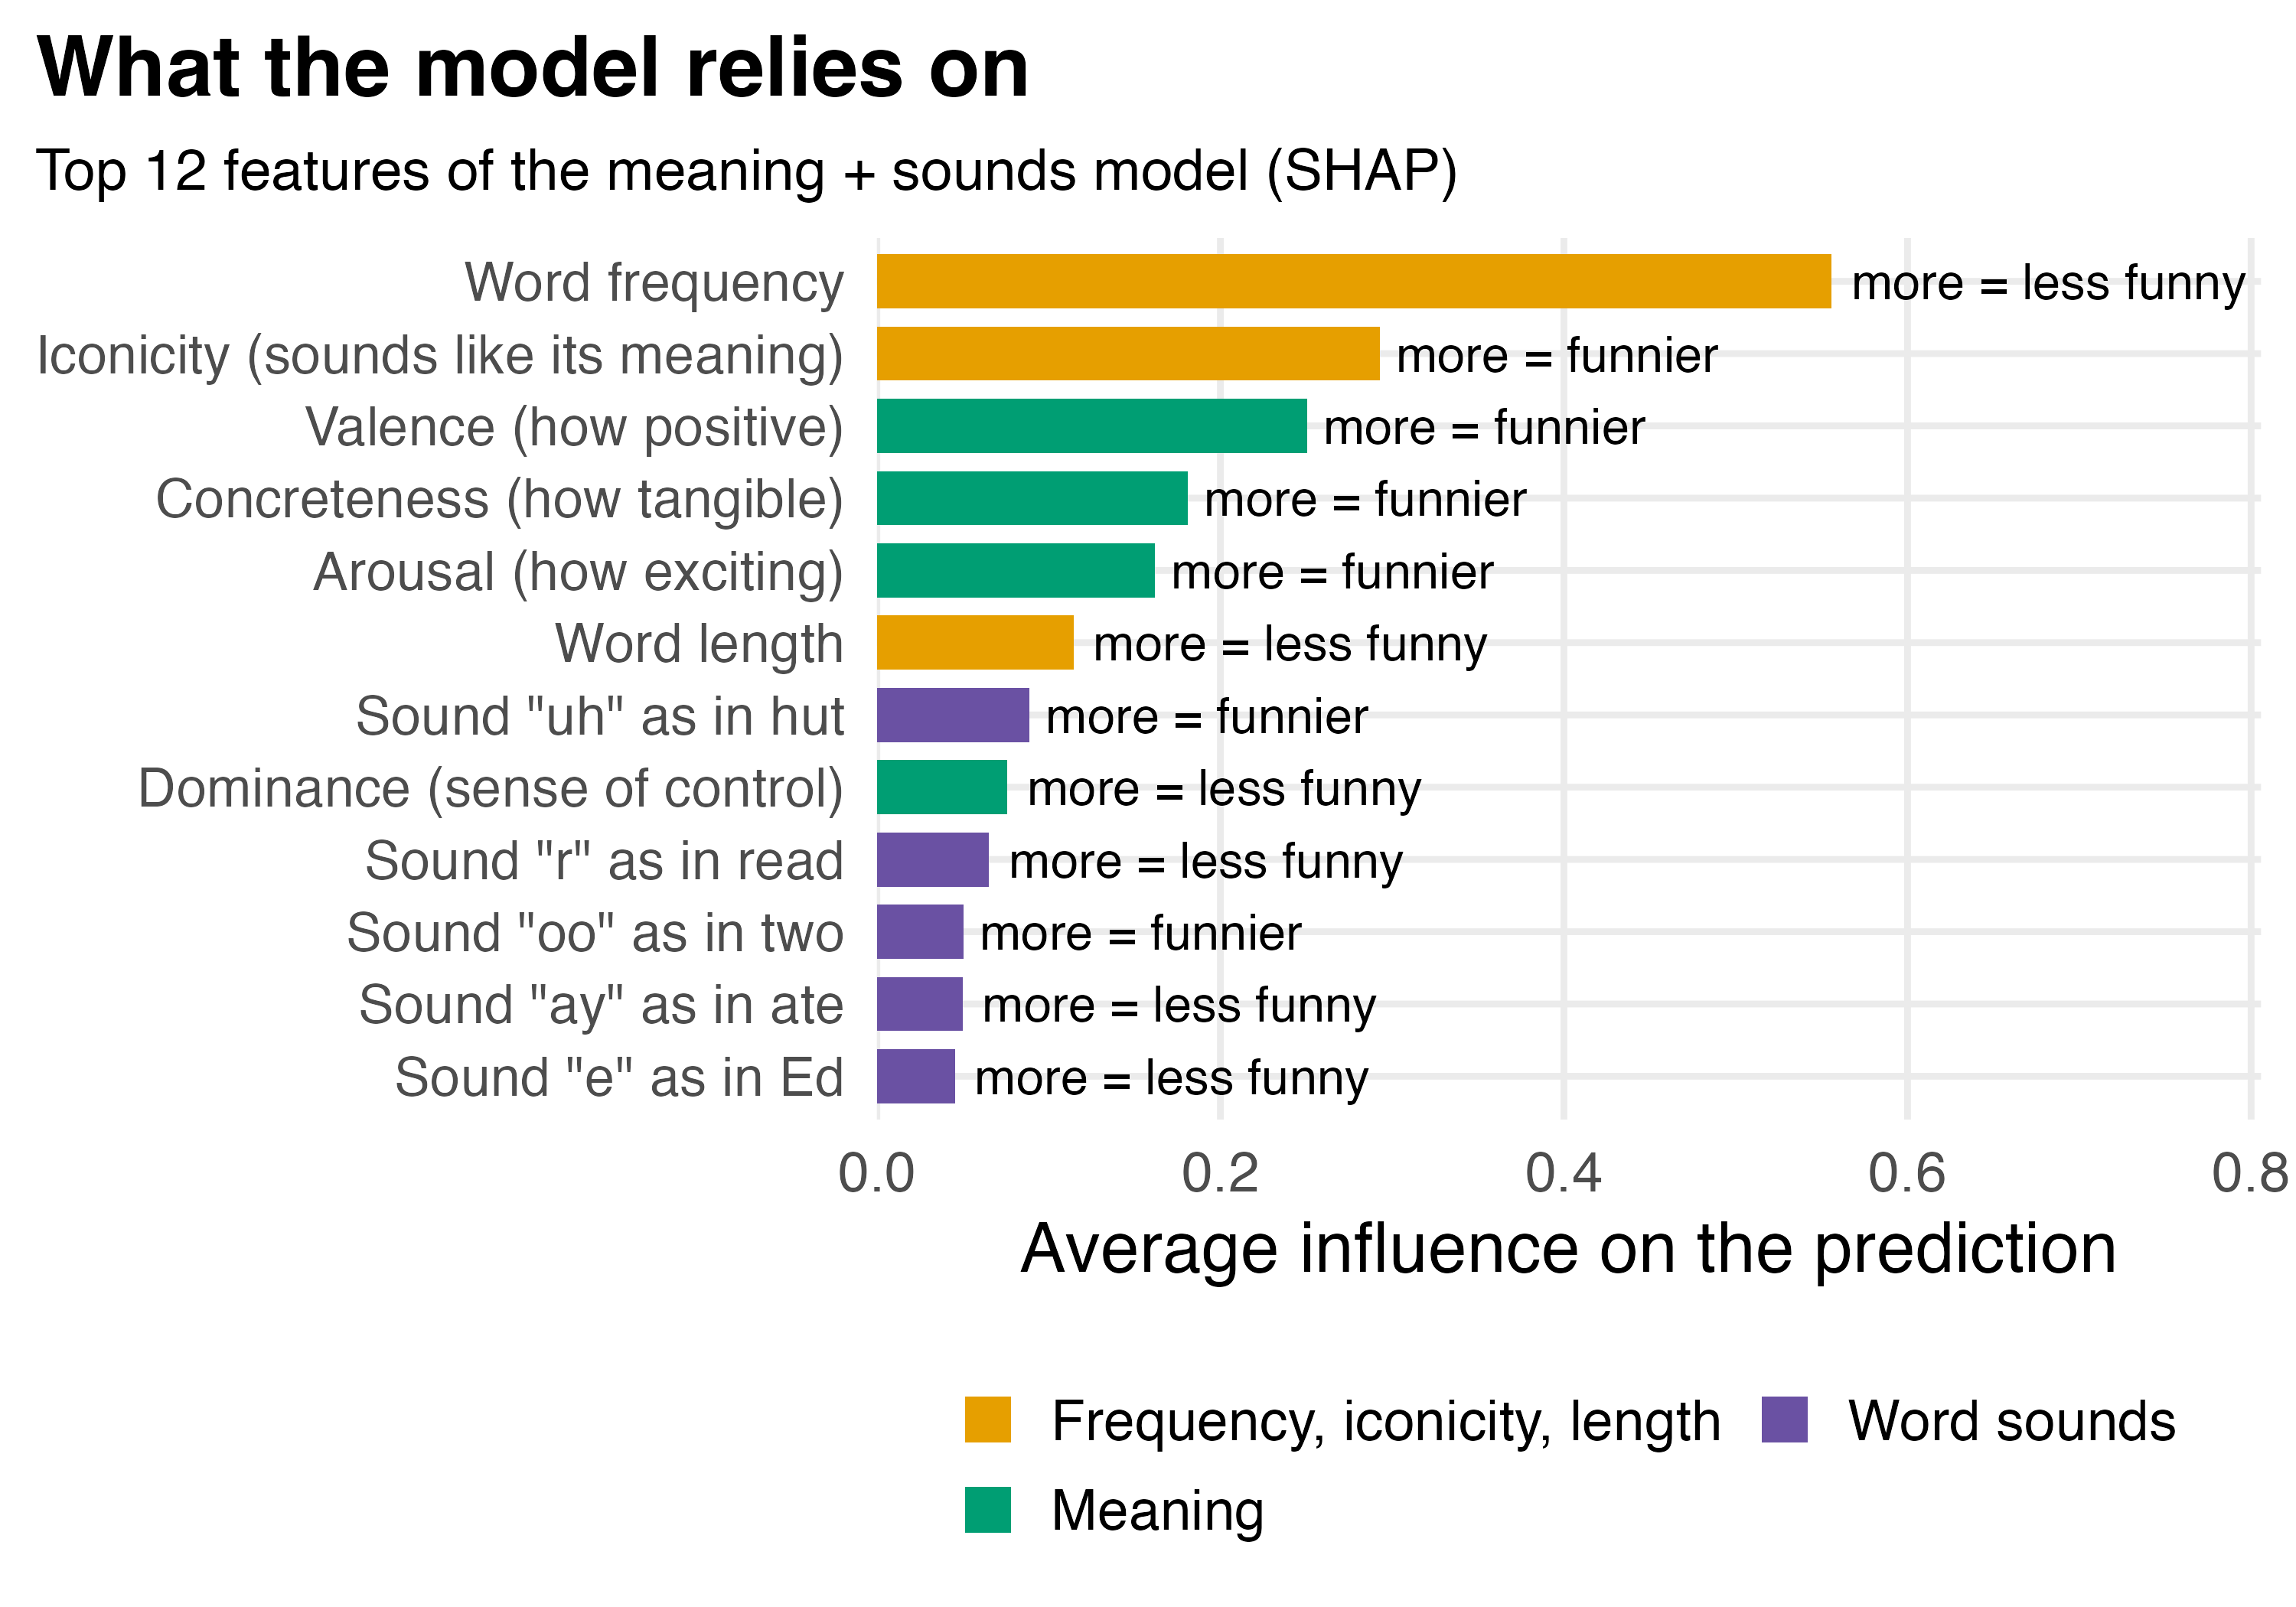 What the model relies on
Top 12 features of the meaning + sounds model (SHAP)
Word frequency more = less funny
Iconicity (sounds like its meaning) more = funnier
Valence (how positive) more = funnier
Concreteness (how tangible) more = funnier
Arousal (how exciting) more = funnier
Word length more = less funny
Sound "uh" as in hut more = funnier
Dominance (sense of control) more = less funny
Sound "r" as in read more = less funny
Sound "oo" as in two more = funnier
Sound "ay" as in ate more = less funny
Sound "e" as in Ed more = less funny
0.0 0.2 0.4 0.6 0.8
Average influence on the prediction
Frequency, iconicity, length Word sounds
Meaning